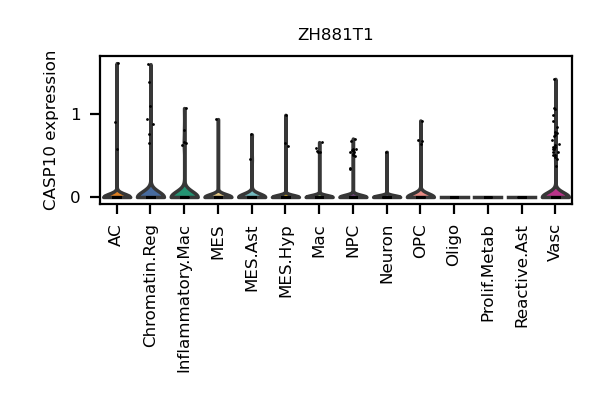 ZH881T1
CASP10 expression
1
0
AC
Chromatin.Reg
Inflammatory.Mac
MES
MES.Ast
MES.Hyp
Mac
NPC
Neuron
OPC
Oligo
Prolif.Metab
Reactive.Ast
Vasc